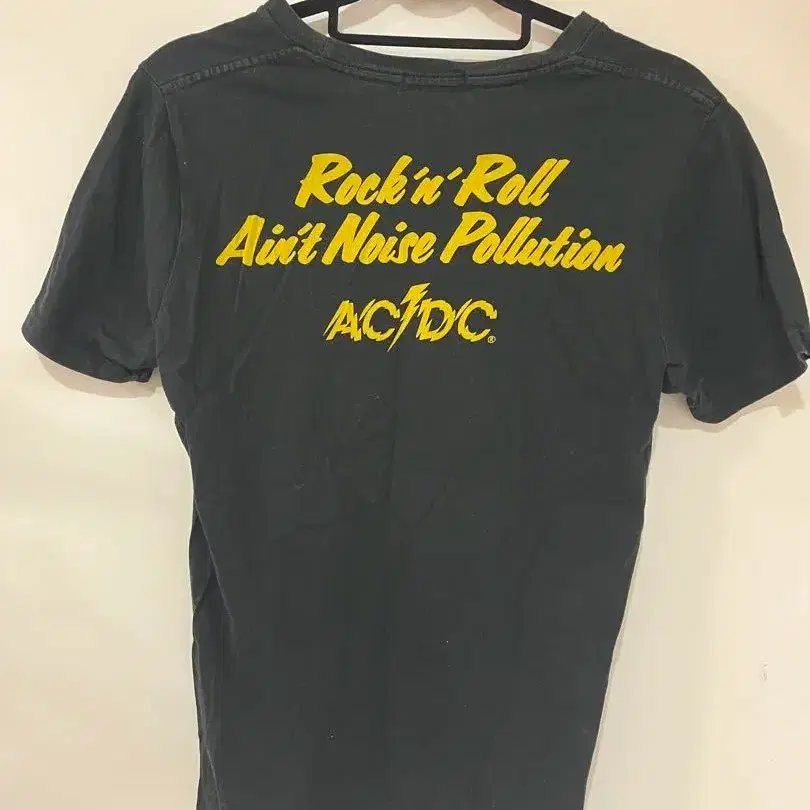 Rock 'n' Roll
Ain't Noise Pollution
AC⚡DC®